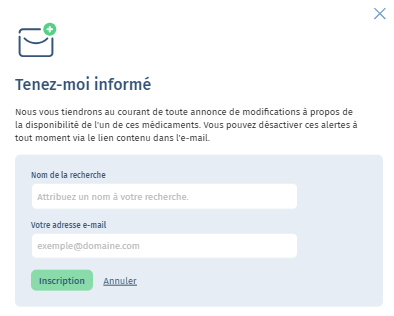 Tenez-moi informé
Nous vous tiendrons au courant de toute annonce de modifications à propos de
la disponibilité de l'un de ces médicaments. Vous pouvez désactiver ces alertes à
tout moment via le lien contenu dans l'e-mail.
Nom de la recherche
Attribuez un nom à votre recherche.
Votre adresse e-mail
exemple@domaine.com
Inscription Annuler